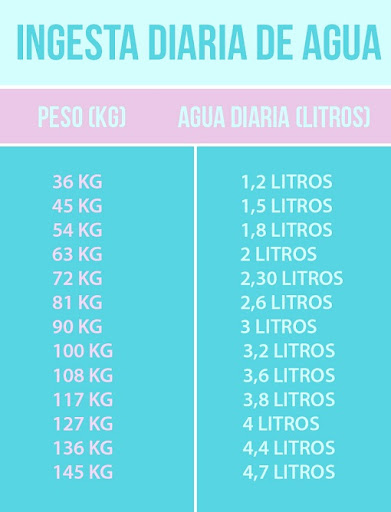 INGESTA DIARIA DE AGUA
PESO (KG) AGUA DIARIA (LITROS)
36 KG 1,2 LITROS
45 KG 1,5 LITROS
54 KG 1,8 LITROS
63 KG 2 LITROS
72 KG 2,30 LITROS
81 KG 2,6 LITROS
90 KG 3 LITROS
100 KG 3,2 LITROS
108 KG 3,6 LITROS
117 KG 3,8 LITROS
127 KG 4 LITROS
136 KG 4,4 LITROS
145 KG 4,7 LITROS